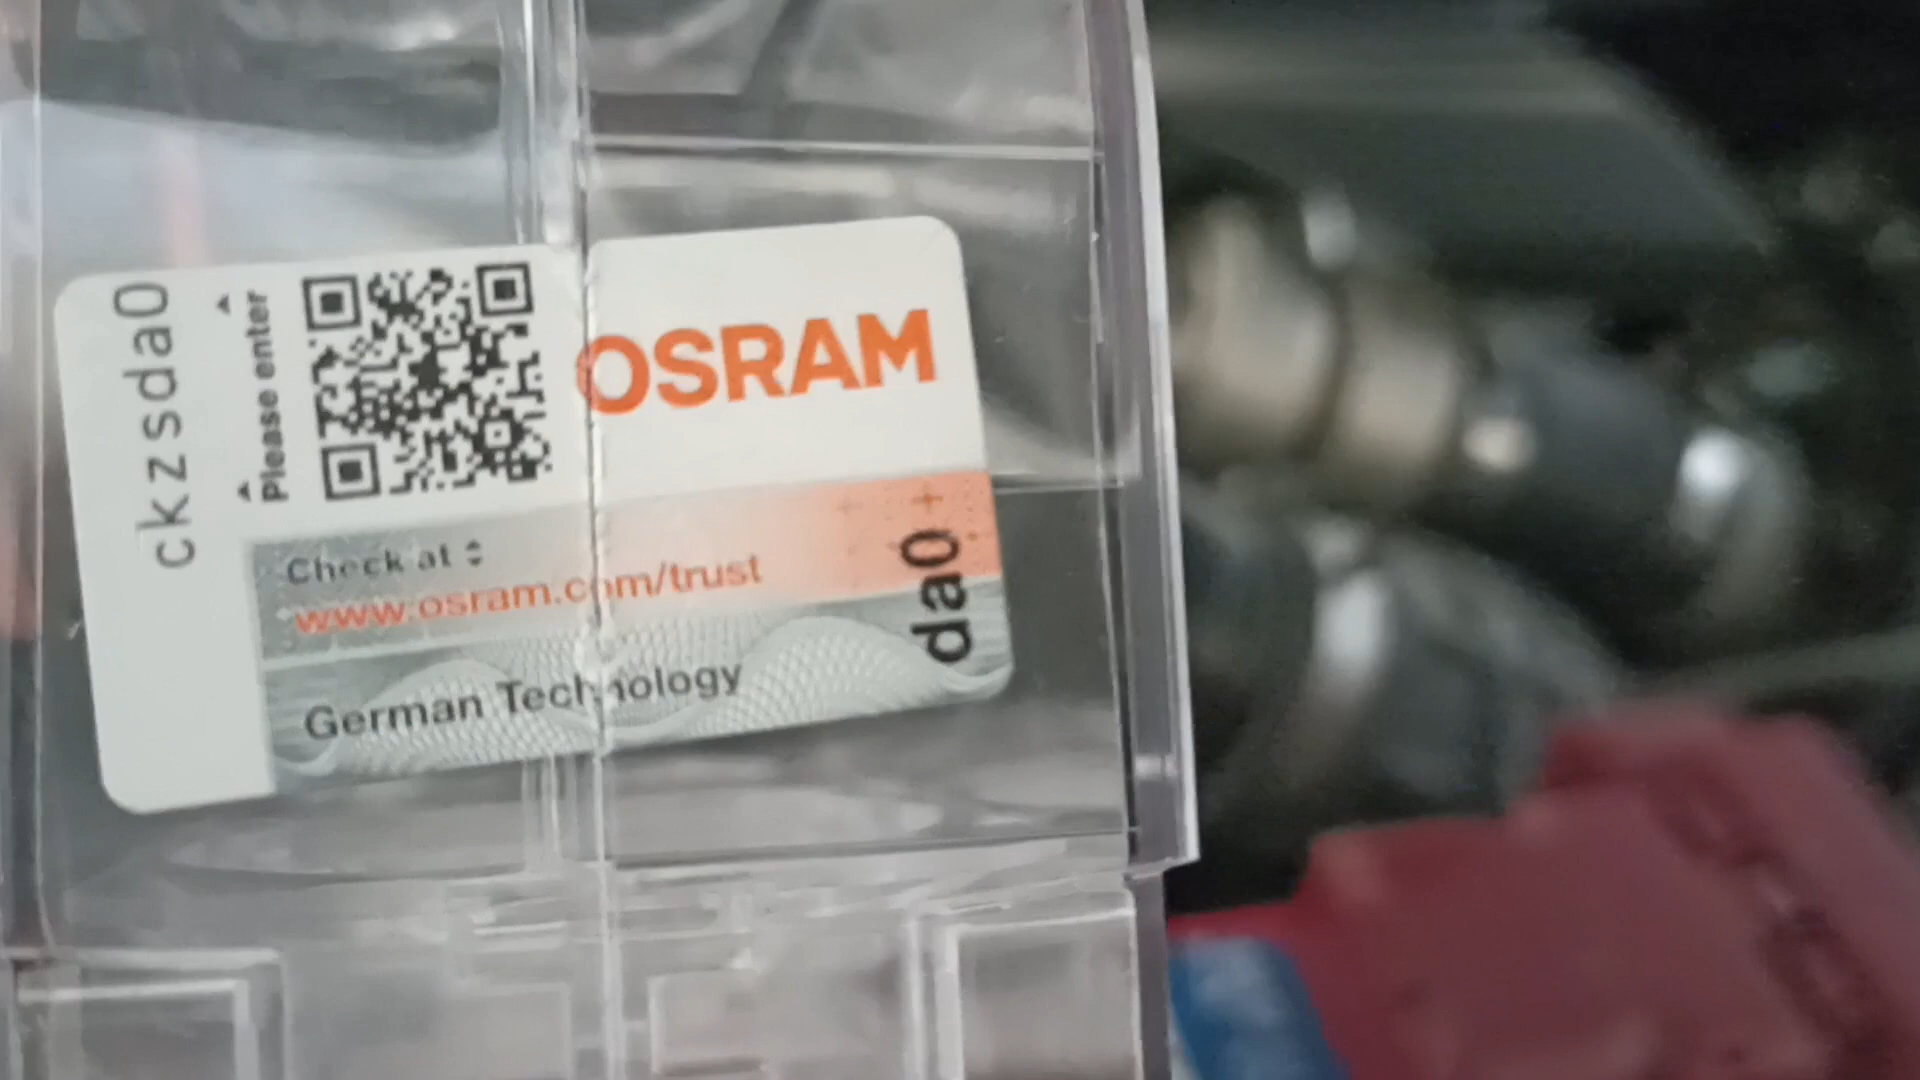 ckzsda0
Please enter
OSRAM
Check at
www.osram.com/trust
German Technology
da0